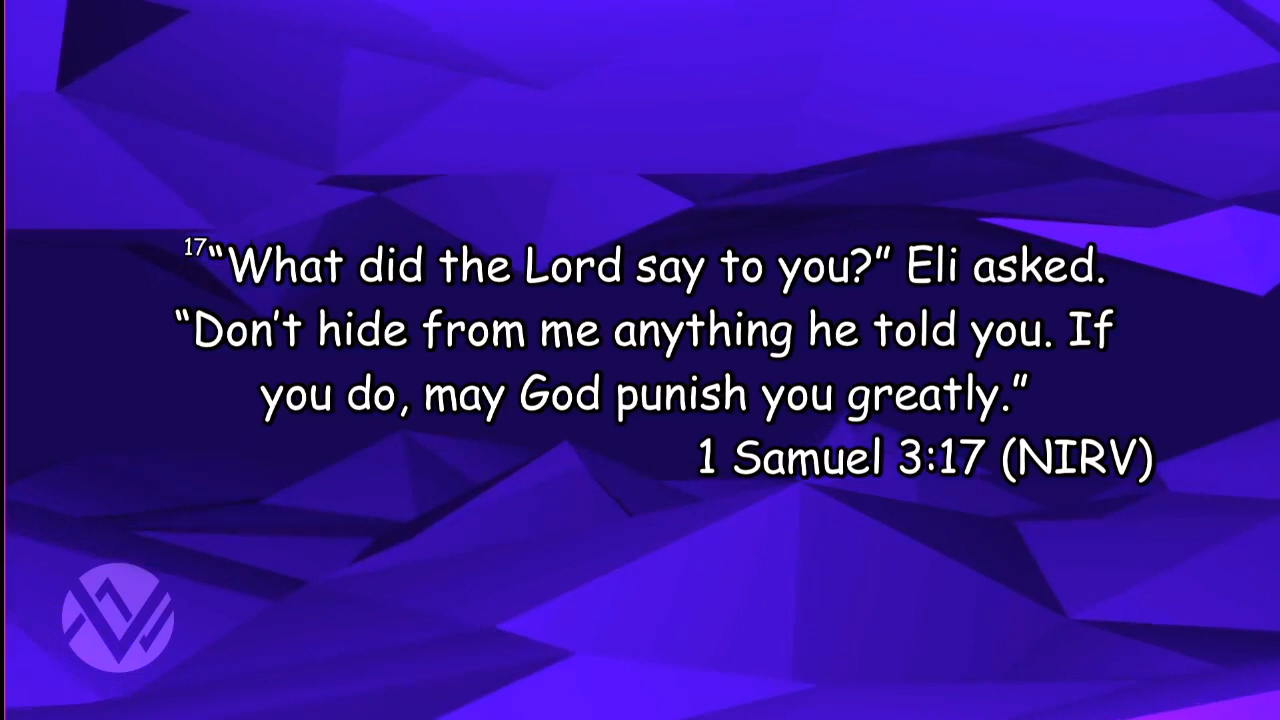 17“What did the Lord say to you?” Eli asked.
“Don’t hide from me anything he told you. If
you do, may God punish you greatly.”
1 Samuel 3:17 (NIRV)